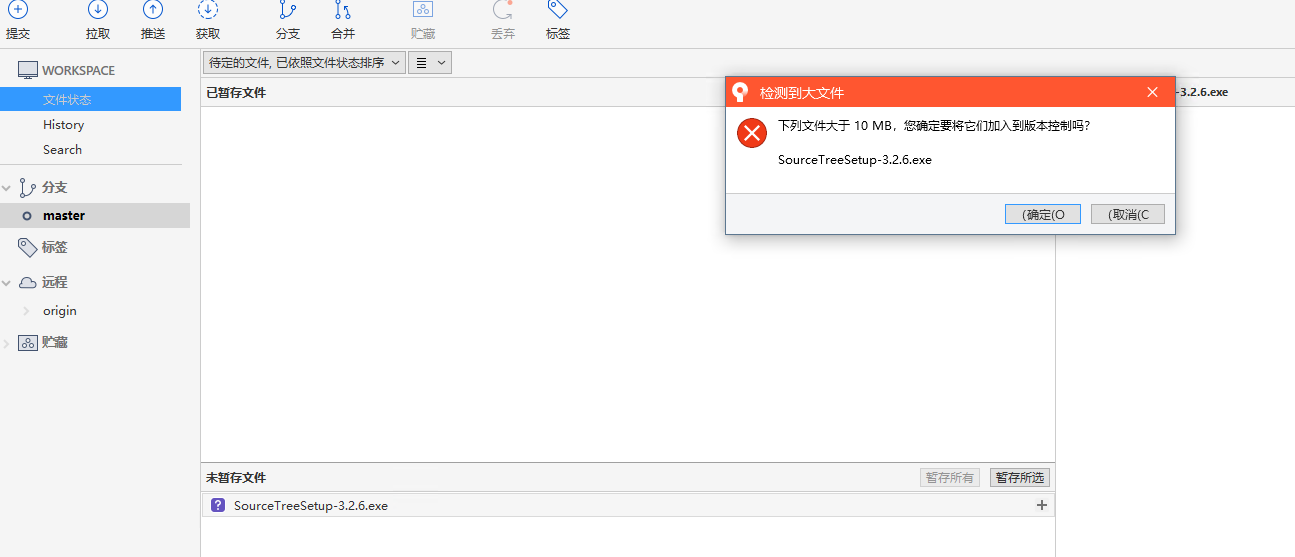 提交
拉取
推送
获取
分支
合并
贮藏
丢弃
标签
WORKSPACE
文件状态
History
Search
分支
master
标签
远程
origin
贮藏
待定的文件, 已依照文件状态排序
已暂存文件
-3.2.6.exe
检测到大文件
下列文件大于 10 MB，您确定要将它们加入到版本控制吗?
SourceTreeSetup-3.2.6.exe
(确定(O
(取消(C
未暂存文件
暂存所有
暂存所选
SourceTreeSetup-3.2.6.exe